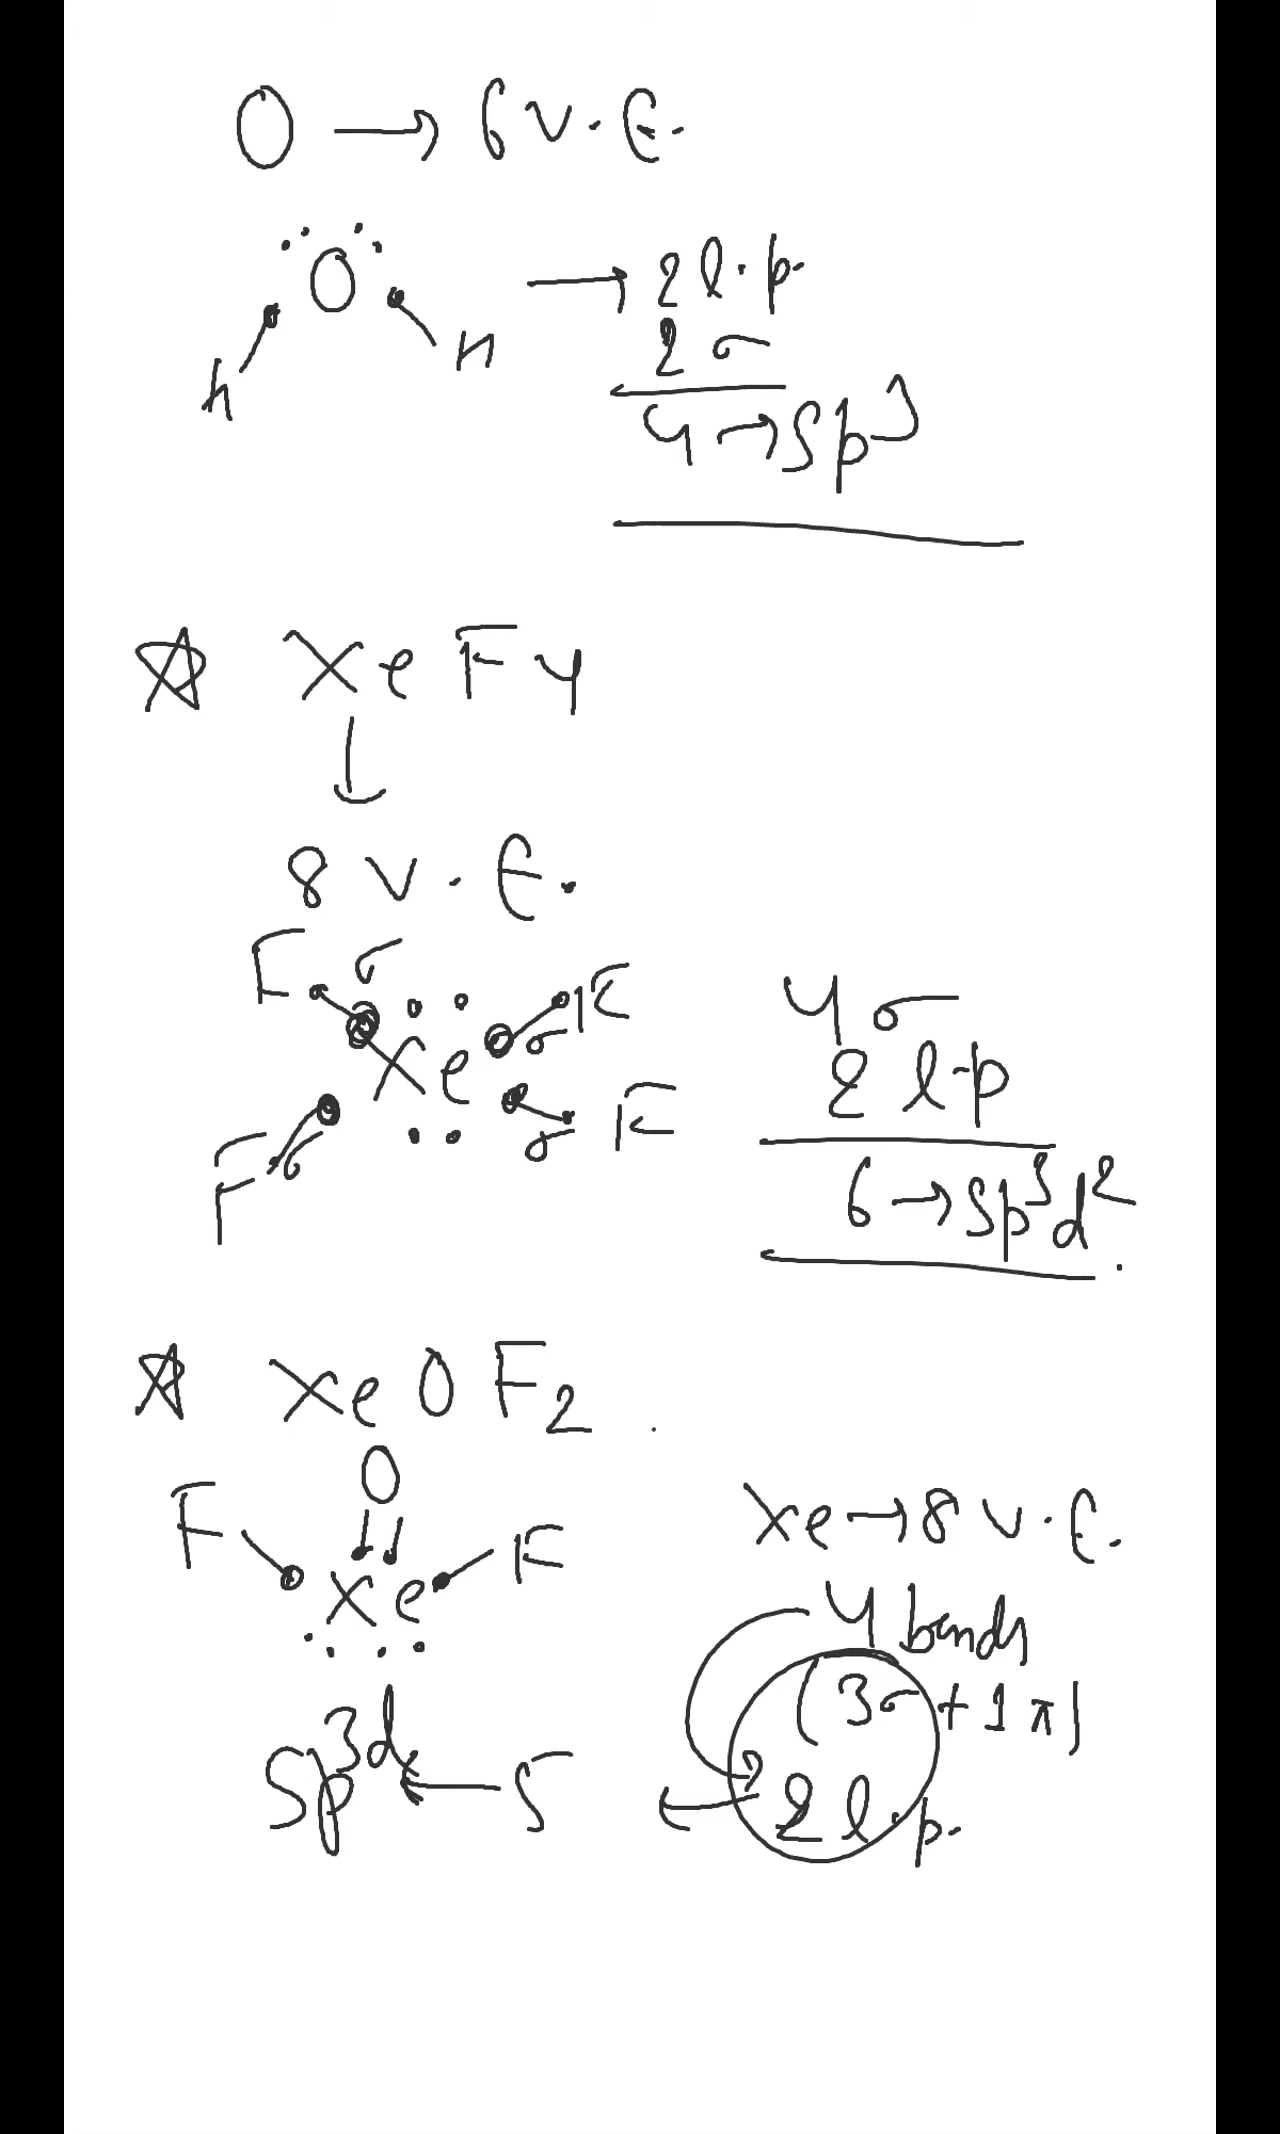 O → 6 v.E.
O → 2 l.p.
H H 2 σ
4 → sp³
☆ XeF4
↓
8 v.E.
F σ F
Xe σ 4 σ
F σ σ F 2 l.p
6 → sp³d².
☆ XeOF2.
O
F F Xe → 8 v.E.
Xe 4 bonds
(3σ + 1π)
sp³d ← 5 ← 2 l.p.